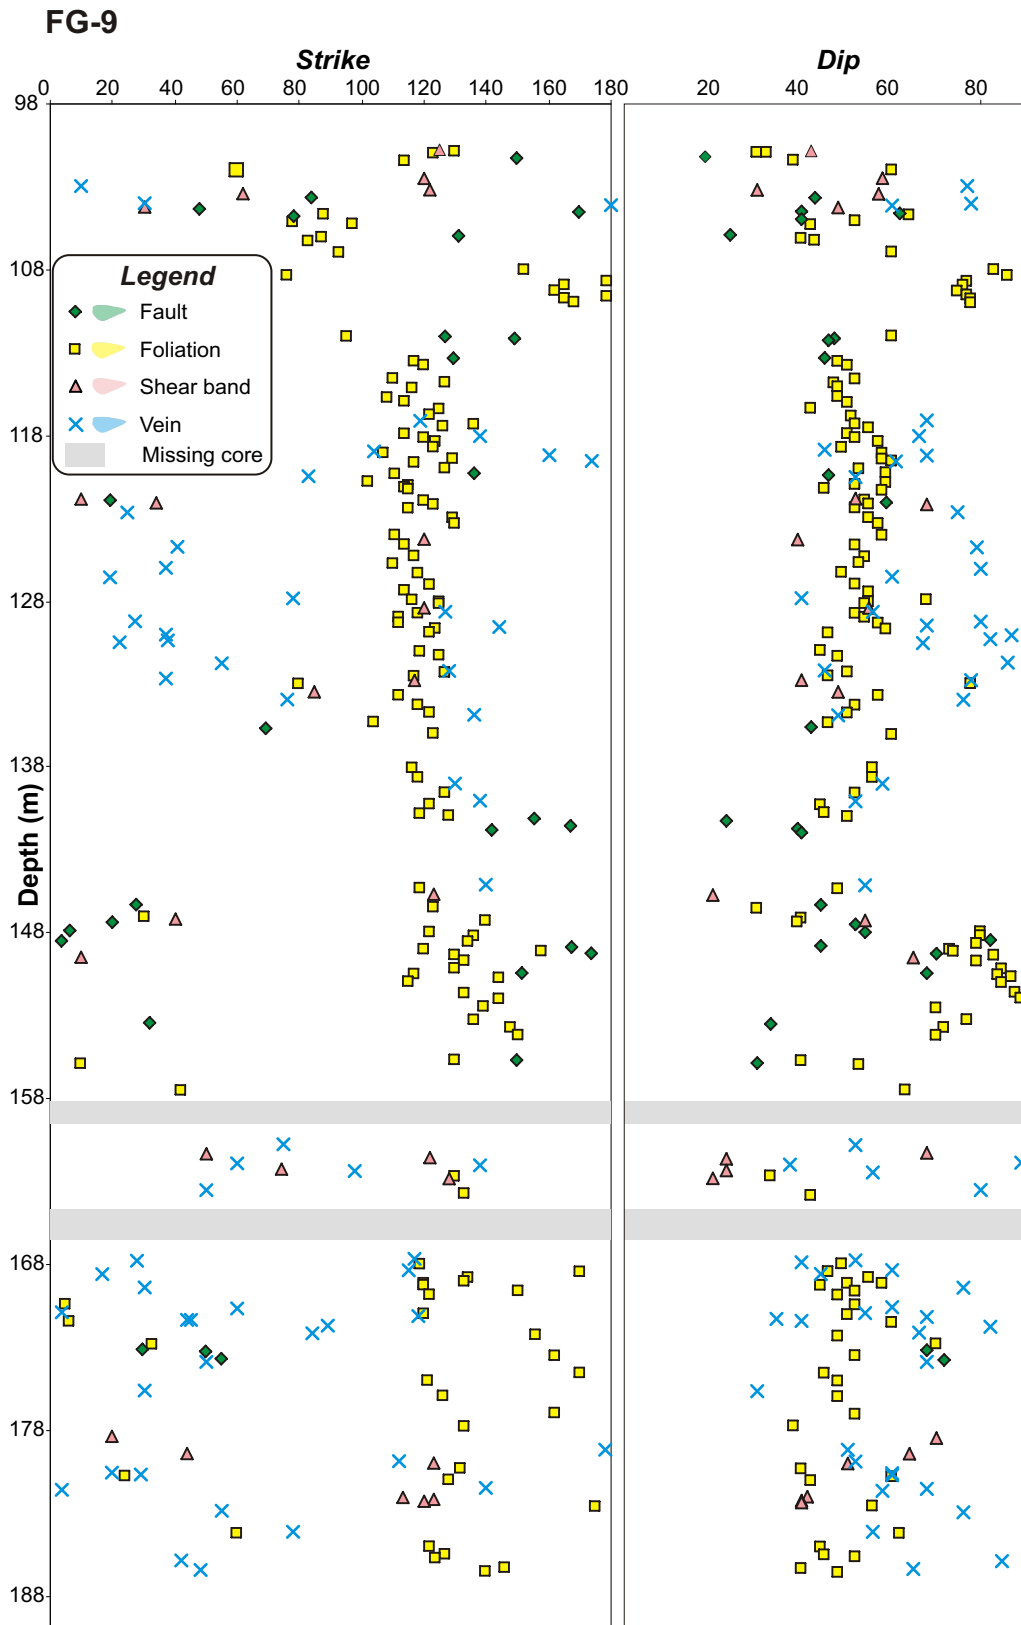 FG-9
Strike Dip
0 20 40 60 80 100 120 140 160 180 20 40 60 80
98
108
Legend
Fault
Foliation
Shear band
Vein
Missing core
118
128
138
Depth (m)
148
158
168
178
188